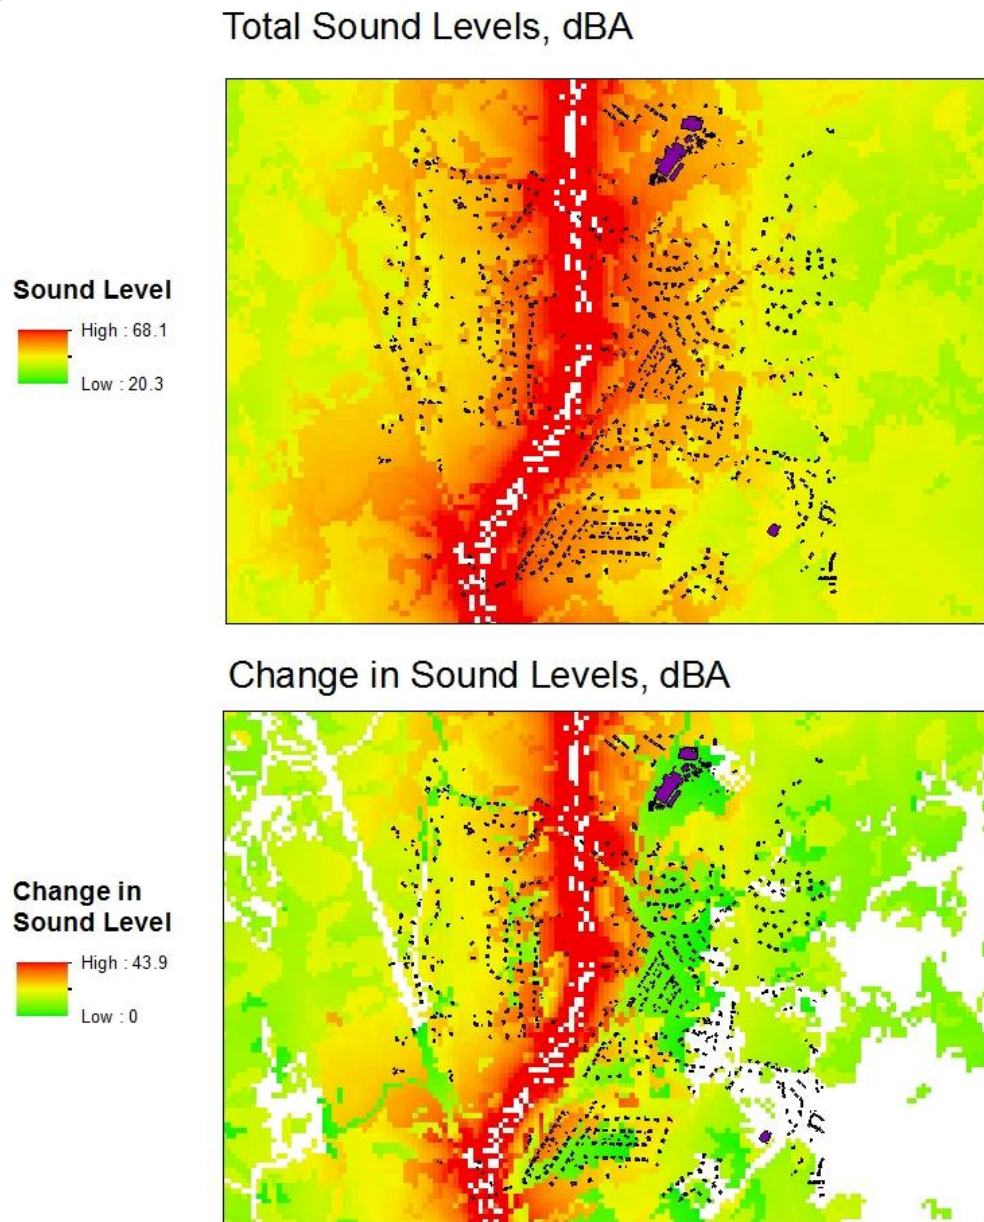 Total Sound Levels, dBA
Sound Level
High : 68.1
Low : 20.3
Change in Sound Levels, dBA
Change in
Sound Level
High : 43.9
Low : 0